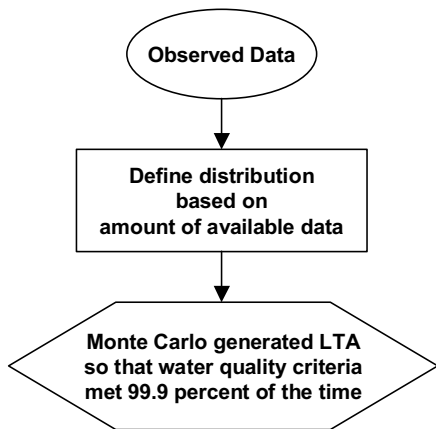 Observed Data
Define distribution
based on
amount of available data
Monte Carlo generated LTA
so that water quality criteria
met 99.9 percent of the time